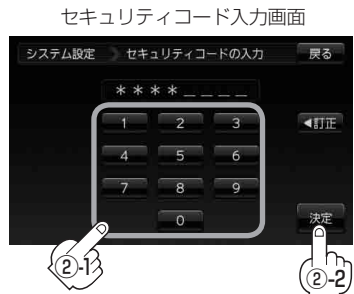 セキュリティコード入力画面
システム設定 セキュリティコードの入力 戻る
****____
1 2 3 ◀訂正
4 5 6
7 8 9
0 決定
②-1 ②-2